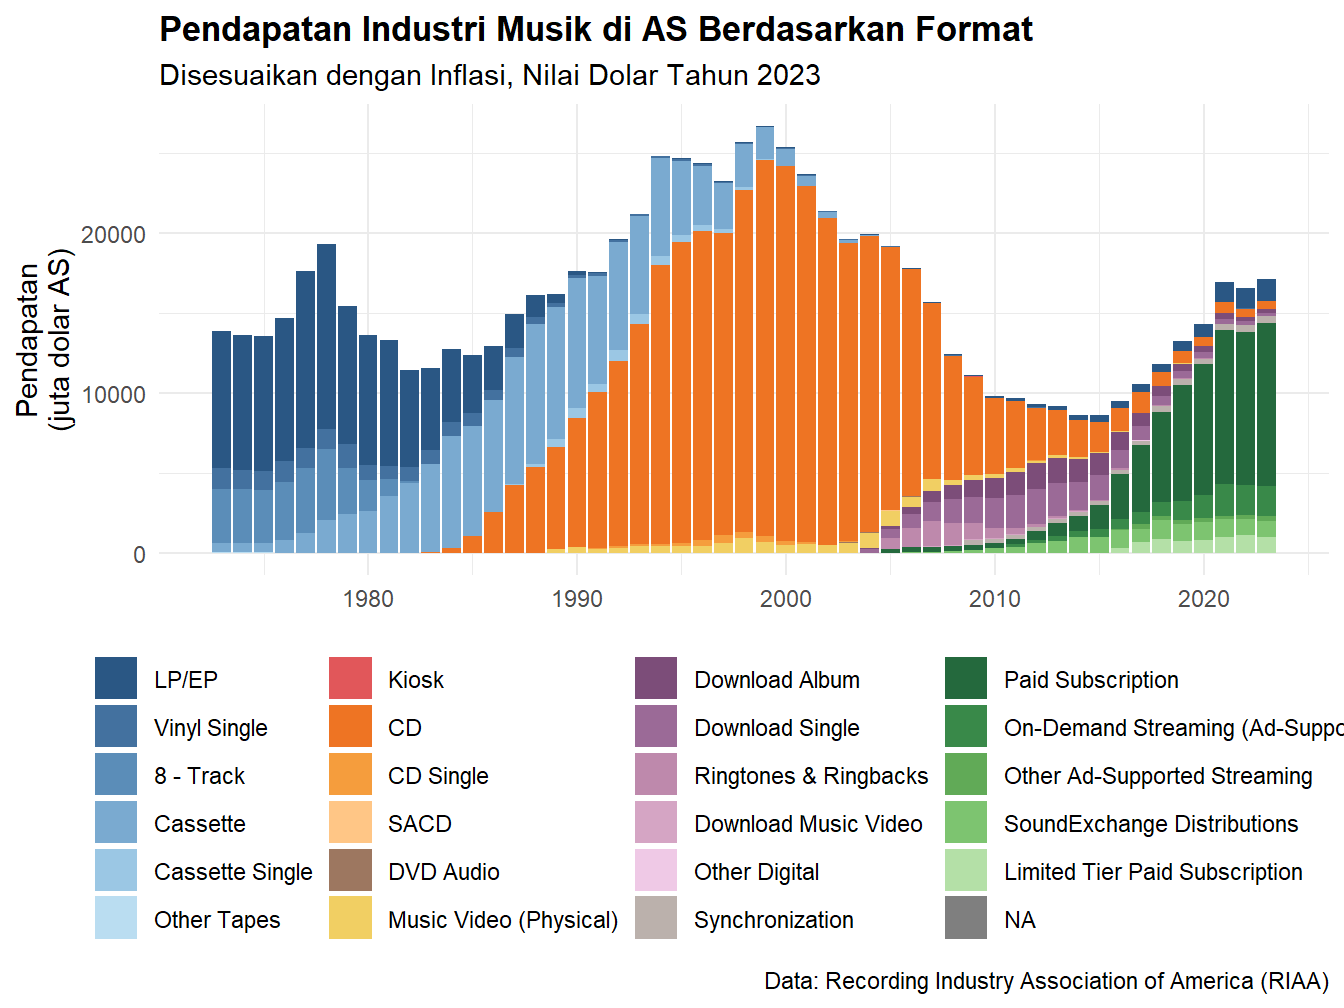 Pendapatan Industri Musik di AS Berdasarkan Format
Disesuaikan dengan Inflasi, Nilai Dolar Tahun 2023
Pendapatan
(juta dolar AS)
20000
10000
0
1980
1990
2000
2010
2020
LP/EP
Vinyl Single
8 - Track
Cassette
Cassette Single
Other Tapes
Kiosk
CD
CD Single
SACD
DVD Audio
Music Video (Physical)
Download Album
Download Single
Ringtones & Ringbacks
Download Music Video
Other Digital
Synchronization
Paid Subscription
On-Demand Streaming (Ad-Suppo
Other Ad-Supported Streaming
SoundExchange Distributions
Limited Tier Paid Subscription
NA
Data: Recording Industry Association of America (RIAA)